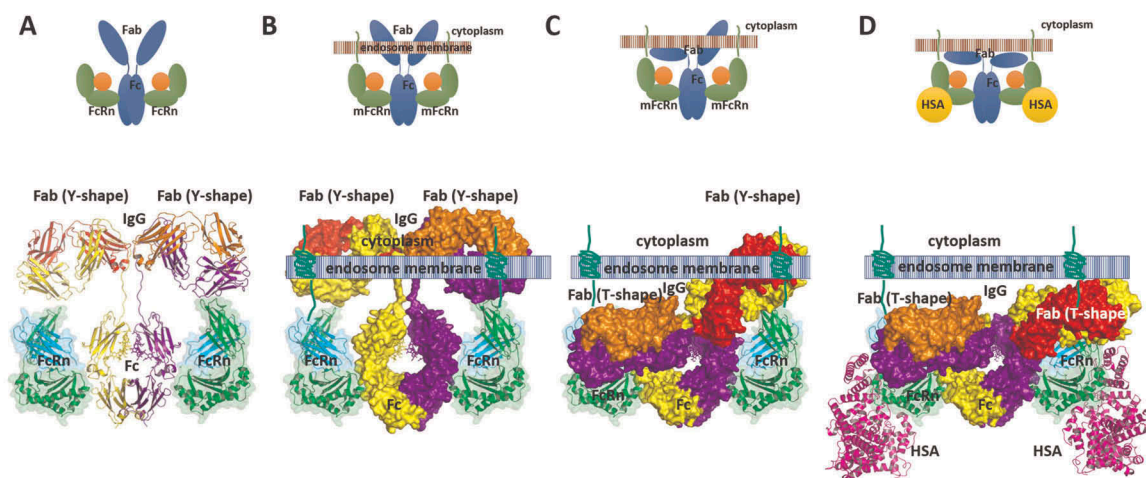 A
Fab
Fc
FcRn
FcRn
B
Fab
cytoplasm
endosome membrane
Fc
mFcRn
mFcRn
C
cytoplasm
Fab
Fc
mFcRn
mFcRn
D
cytoplasm
Fab
Fc
HSA
HSA
Fab (Y-shape)
Fab (Y-shape)
IgG
FcRn
FcRn
Fc
Fab (Y-shape)
Fab (Y-shape)
IgG
cytoplasm
endosome membrane
FcRn
FcRn
Fc
Fab (Y-shape)
cytoplasm
endosome membrane
Fab (T-shape)
IgG
FcRn
FcRn
Fc
cytoplasm
endosome membrane
Fab (T-shape)
IgG
Fab (T-shape)
FcRn
FcRn
Fc
HSA
HSA